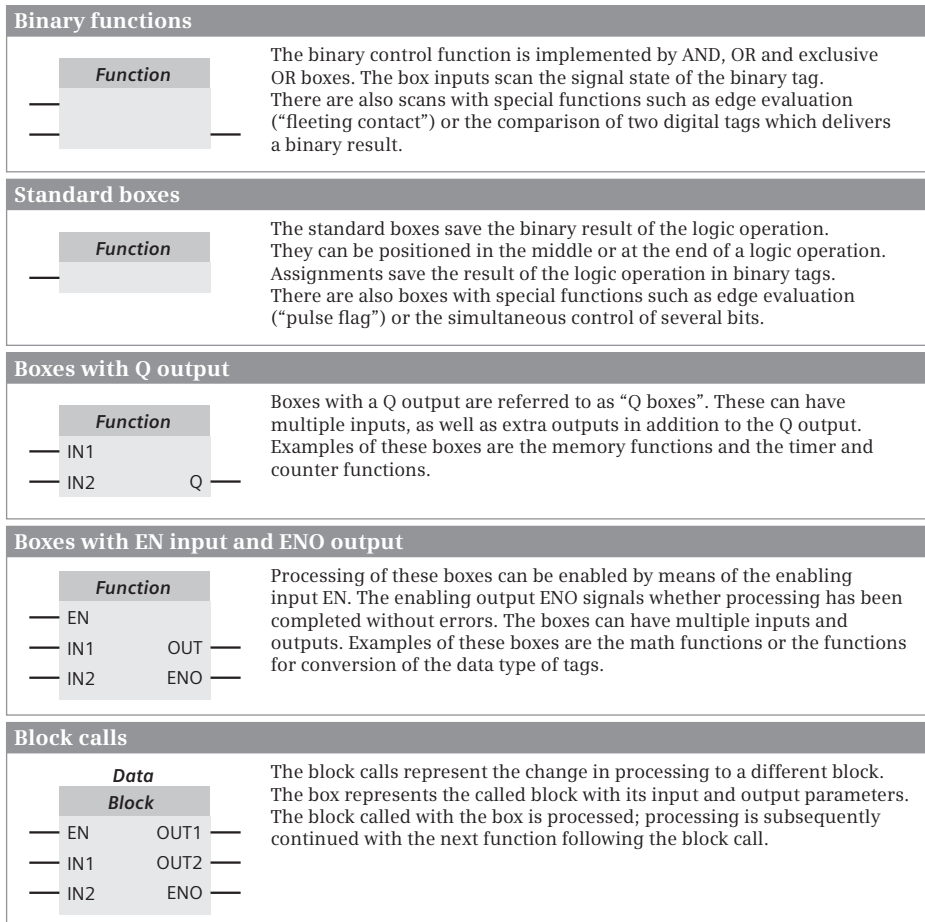 Binary functions
Function
The binary control function is implemented by AND, OR and exclusive
OR boxes. The box inputs scan the signal state of the binary tag.
There are also scans with special functions such as edge evaluation
(“fleeting contact”) or the comparison of two digital tags which delivers
a binary result.
Standard boxes
Function
The standard boxes save the binary result of the logic operation.
They can be positioned in the middle or at the end of a logic operation.
Assignments save the result of the logic operation in binary tags.
There are also boxes with special functions such as edge evaluation
(“pulse flag”) or the simultaneous control of several bits.
Boxes with Q output
Function
IN1
IN2 Q
Boxes with a Q output are referred to as “Q boxes”. These can have
multiple inputs, as well as extra outputs in addition to the Q output.
Examples of these boxes are the memory functions and the timer and
counter functions.
Boxes with EN input and ENO output
Function
EN
IN1 OUT
IN2 ENO
Processing of these boxes can be enabled by means of the enabling
input EN. The enabling output ENO signals whether processing has been
completed without errors. The boxes can have multiple inputs and
outputs. Examples of these boxes are the math functions or the functions
for conversion of the data type of tags.
Block calls
Data
Block
EN OUT1
IN1 OUT2
IN2 ENO
The block calls represent the change in processing to a different block.
The box represents the called block with its input and output parameters.
The block called with the box is processed; processing is subsequently
continued with the next function following the block call.